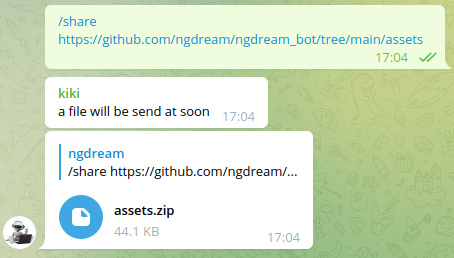 /share
https://github.com/ngdream/ngdream_bot/tree/main/assets
17:04
kiki
a file will be send at soon 17:04
ngdream
/share https://github.com/ngdream/...
assets.zip
44.1 KB
17:04